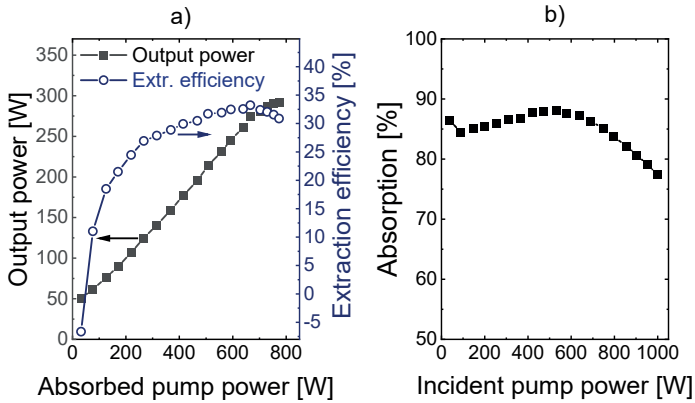 a)
Output power
Extr. efficiency
350
300
250
200
150
100
50
0
Output power [W]
40
35
30
25
20
15
10
5
0
-5
Extraction efficiency [%]
0 200 400 600 800
Absorbed pump power [W]
b)
100
90
80
70
60
50
Absorption [%]
0 200 400 600 800 1000
Incident pump power [W]